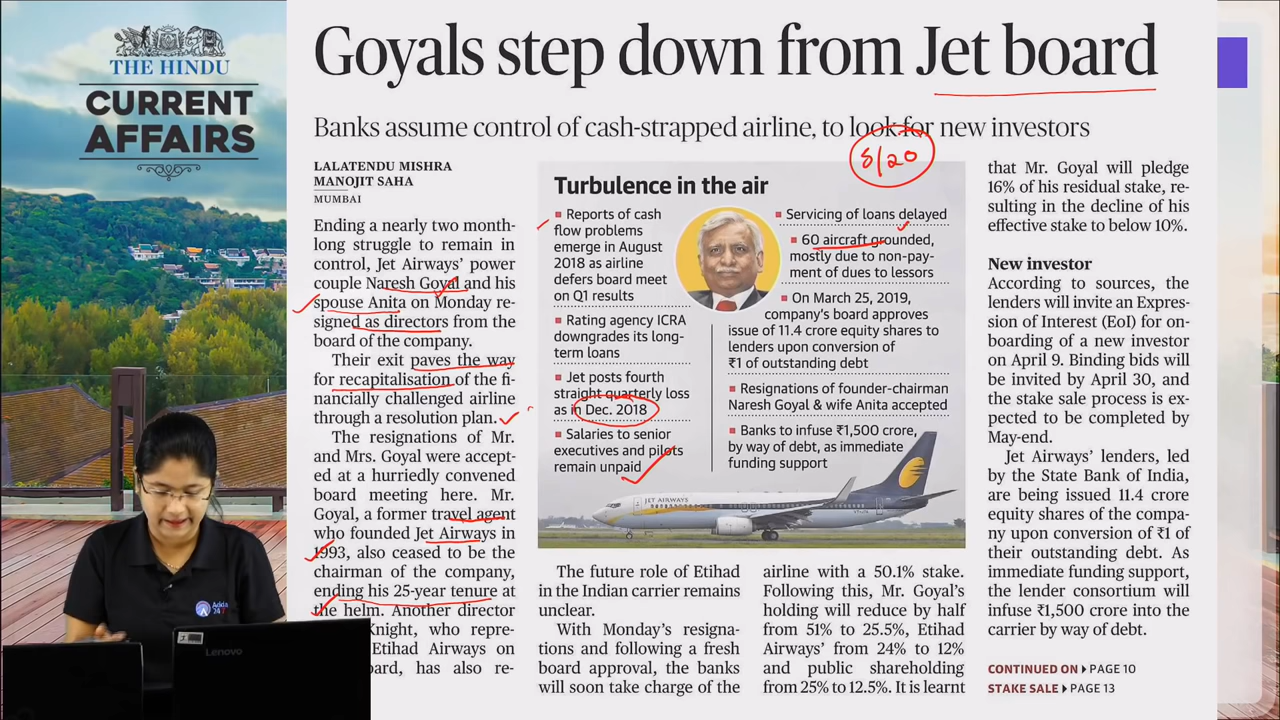 THE HINDU
CURRENT
AFFAIRS
Goyals step down from Jet board
Banks assume control of cash-strapped airline, to look for new investors
8/20
LALATENDU MISHRA
MANOJIT SAHA
MUMBAI
Ending a nearly two month-
long struggle to remain in
control, Jet Airways' power
couple Naresh Goyal and his
spouse Anita on Monday re-
signed as directors from the
board of the company.
Their exit paves the way
for recapitalisation of the fi-
nancially challenged airline
through a resolution plan.
The resignations of Mr.
and Mrs. Goyal were accept-
ed at a hurriedly convened
board meeting here. Mr.
Goyal, a former travel agent
who founded Jet Airways in
1993, also ceased to be the
chairman of the company,
ending his 25-year tenure at
the helm. Another director
Knight, who repre-
Etihad Airways on
ard, has also re-
Turbulence in the air
Reports of cash
flow problems
emerge in August
2018 as airline
defers board meet
on Q1 results
Rating agency ICRA
downgrades its long-
term loans
Jet posts fourth
straight quarterly loss
as in Dec. 2018
Salaries to senior
executives and pilots
remain unpaid
Servicing of loans delayed
60 aircraft grounded,
mostly due to non-pay-
ment of dues to lessors
On March 25, 2019,
company's board approves
issue of 11.4 crore equity shares to
lenders upon conversion of
₹1 of outstanding debt
Resignations of founder-chairman
Naresh Goyal & wife Anita accepted
Banks to infuse ₹1,500 crore,
by way of debt, as immediate
funding support
JET AIRWAYS
The future role of Etihad
in the Indian carrier remains
unclear.
With Monday's resigna-
tions and following a fresh
board approval, the banks
will soon take charge of the
airline with a 50.1% stake.
Following this, Mr. Goyal's
holding will reduce by half
from 51% to 25.5%, Etihad
Airways' from 24% to 12%
and public shareholding
from 25% to 12.5%. It is learnt
that Mr. Goyal will pledge
16% of his residual stake, re-
sulting in the decline of his
effective stake to below 10%.
New investor
According to sources, the
lenders will invite an Expres-
sion of Interest (EoI) for on-
boarding of a new investor
on April 9. Binding bids will
be invited by April 30, and
the stake sale process is ex-
pected to be completed by
May-end.
Jet Airways' lenders, led
by the State Bank of India,
are being issued 11.4 crore
equity shares of the compa-
ny upon conversion of ₹1 of
their outstanding debt. As
immediate funding support,
the lender consortium will
infuse ₹1,500 crore into the
carrier by way of debt.
CONTINUED ON PAGE 10
STAKE SALE PAGE 13
Adda
247
Lenovo